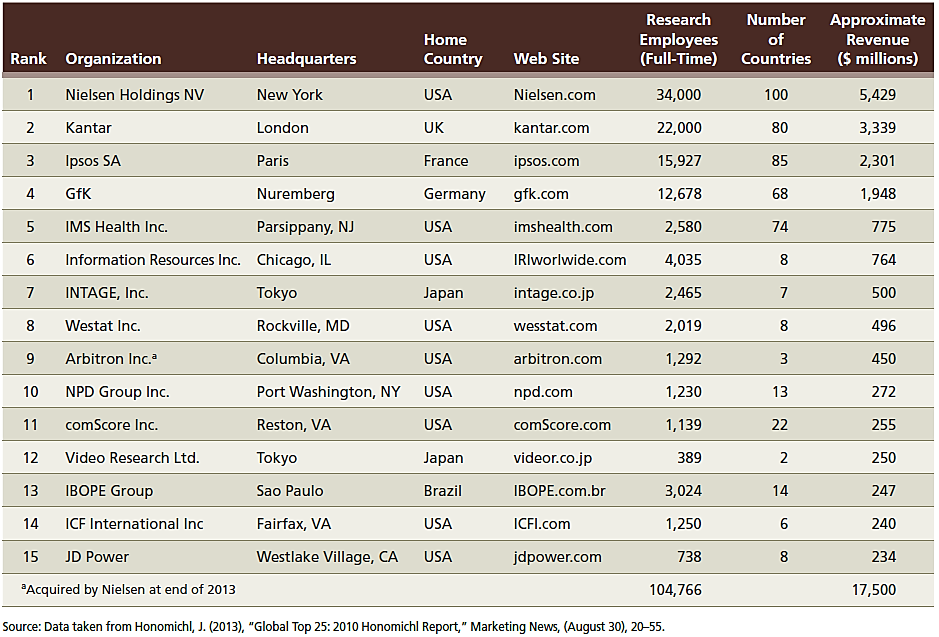 Rank Organization Headquarters Home Country Web Site Research Employees (Full-Time) Number of Countries Approximate Revenue ($ millions)
1 Nielsen Holdings NV New York USA Nielsen.com 34,000 100 5,429
2 Kantar London UK kantar.com 22,000 80 3,339
3 Ipsos SA Paris France ipsos.com 15,927 85 2,301
4 GfK Nuremberg Germany gfk.com 12,678 68 1,948
5 IMS Health Inc. Parsippany, NJ USA imshealth.com 2,580 74 775
6 Information Resources Inc. Chicago, IL USA IRIworlwide.com 4,035 8 764
7 INTAGE, Inc. Tokyo Japan intage.co.jp 2,465 7 500
8 Westat Inc. Rockville, MD USA wesstat.com 2,019 8 496
9 Arbitron Inc.ᵃ Columbia, VA USA arbitron.com 1,292 3 450
10 NPD Group Inc. Port Washington, NY USA npd.com 1,230 13 272
11 comScore Inc. Reston, VA USA comScore.com 1,139 22 255
12 Video Research Ltd. Tokyo Japan videor.co.jp 389 2 250
13 IBOPE Group Sao Paulo Brazil IBOPE.com.br 3,024 14 247
14 ICF International Inc Fairfax, VA USA ICFI.com 1,250 6 240
15 JD Power Westlake Village, CA USA jdpower.com 738 8 234
ᵃAcquired by Nielsen at end of 2013 104,766 17,500
Source: Data taken from Honomichl, J. (2013), “Global Top 25: 2010 Honomichl Report,” Marketing News, (August 30), 20–55.